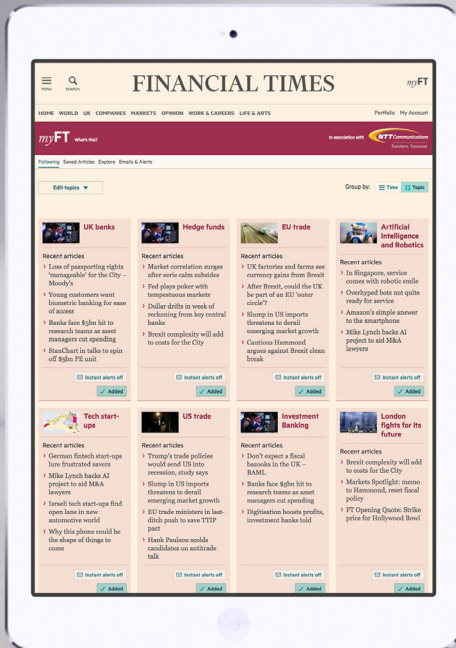 MENU
SEARCH
FINANCIAL TIMES
myFT
HOME WORLD UK COMPANIES MARKETS OPINION WORK & CAREERS LIFE & ARTS
Portfolio My Account
myFT What's this?
In association with
NTT Communications
Transform. Transcend.
Following Saved Articles Explore Emails & Alerts
Edit topics
Group by: Time Topic
UK banks
Recent articles
Loss of passporting rights
'manageable' for the City –
Moody's
Young customers want
biometric banking for ease
of access
Banks face $5bn hit to
research teams as asset
managers cut spending
StanChart in talks to spin
off $5bn PE unit
Instant alerts off
Added
Hedge funds
Recent articles
Market correlation surges
after eerie calm subsides
Fed plays poker with
tempestuous markets
Dollar drifts in week of
reckoning from key central
banks
Brexit complexity will add
to costs for the City
Instant alerts off
Added
EU trade
Recent articles
UK factories and farms see
currency gains from Brexit
After Brexit, could the UK
be part of an EU 'outer
circle'?
Slump in US imports
threatens to derail
emerging market growth
Cautious Hammond
argues against Brexit clean
break
Instant alerts off
Added
Artificial
Intelligence
and Robotics
Recent articles
In Singapore, service
comes with robotic smile
Overhyped bots not quite
ready for service
Amazon's simple answer
to the smartphone
Mike Lynch backs AI
project to aid M&A
lawyers
Instant alerts off
Added
Tech start-
ups
Recent articles
German fintech start-ups
lure frustrated savers
Mike Lynch backs AI
project to aid M&A
lawyers
Israeli tech start-ups find
open lane in new
automotive world
Why this phone could be
the shape of things to
come
Instant alerts off
Added
US trade
Recent articles
Trump's trade policies
would send US into
recession, study says
Slump in US imports
threatens to derail
emerging market growth
EU trade ministers in last-
ditch push to save TTIP
pact
Hank Paulson scolds
candidates on antitrade
talk
Instant alerts off
Added
Investment
Banking
Recent articles
Don't expect a fiscal
bazooka in the UK –
BAML
Banks face $5bn hit to
research teams as asset
managers cut spending
Digitisation boosts profits,
investment banks told
Instant alerts off
Added
London
fights for its
future
Recent articles
Brexit complexity will add
to costs for the City
Markets Spotlight: memo
to Hammond, reset fiscal
policy
FT Opening Quote: Strike
price for Hollywood Bowl
Instant alerts off
Added